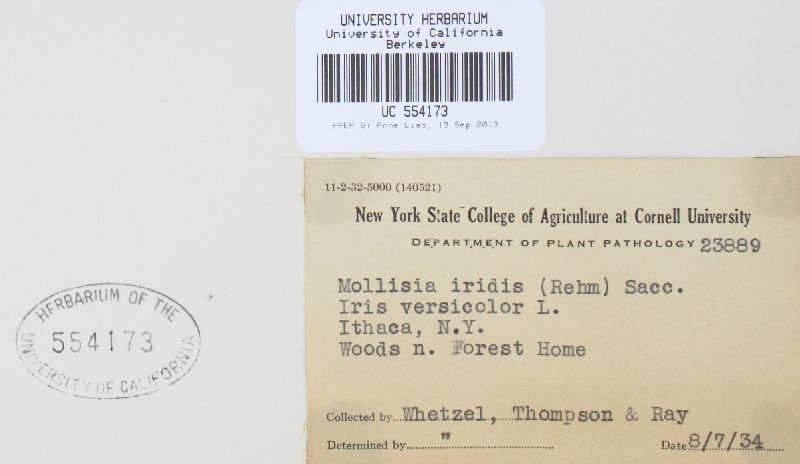 UNIVERSITY HERBARIUM
University of California
Berkeley
UC 554173
PREP BY Anne Liao, 19 Sep 2013
11-2-32-5000 (140521)
New York State College of Agriculture at Cornell University
DEPARTMENT OF PLANT PATHOLOGY 23889
Mollisia iridis (Rehm) Sacc.
Iris versicolor L.
Ithaca, N.Y.
Woods n. Forest Home
Collected by Whetzel, Thompson & Ray
Determined by "
Date 8/7/34
HERBARIUM OF THE
554173
UNIVERSITY OF CALIFORNIA